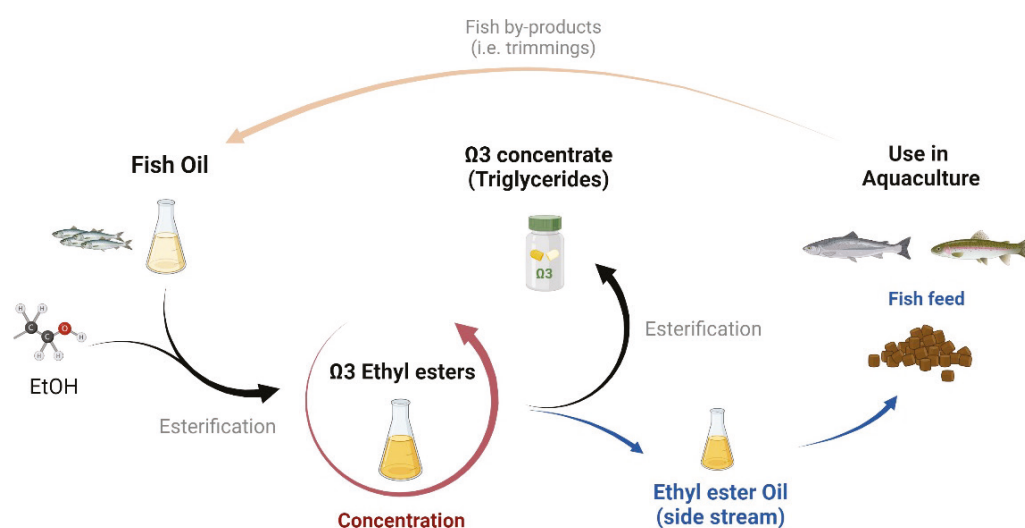 Fish by-products
(i.e. trimmings)
Fish Oil
Ω3 concentrate
(Triglycerides)
Use in
Aquaculture
Ω3
Fish feed
H
H
C
O
H
C
H
H
EtOH
Esterification
Ω3 Ethyl esters
Esterification
Concentration
Ethyl ester Oil
(side stream)